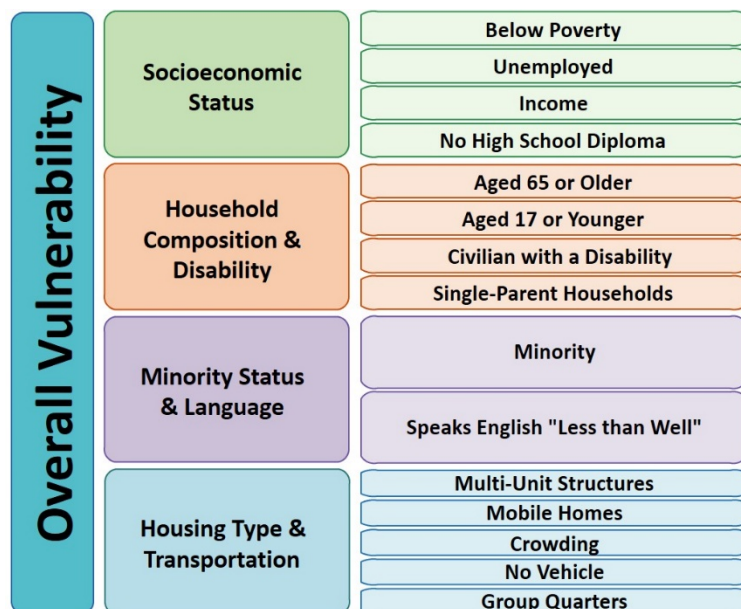 Overall Vulnerability
Socioeconomic
Status
Below Poverty
Unemployed
Income
No High School Diploma
Household
Composition &
Disability
Aged 65 or Older
Aged 17 or Younger
Civilian with a Disability
Single-Parent Households
Minority Status
& Language
Minority
Speaks English "Less than Well"
Housing Type &
Transportation
Multi-Unit Structures
Mobile Homes
Crowding
No Vehicle
Group Quarters